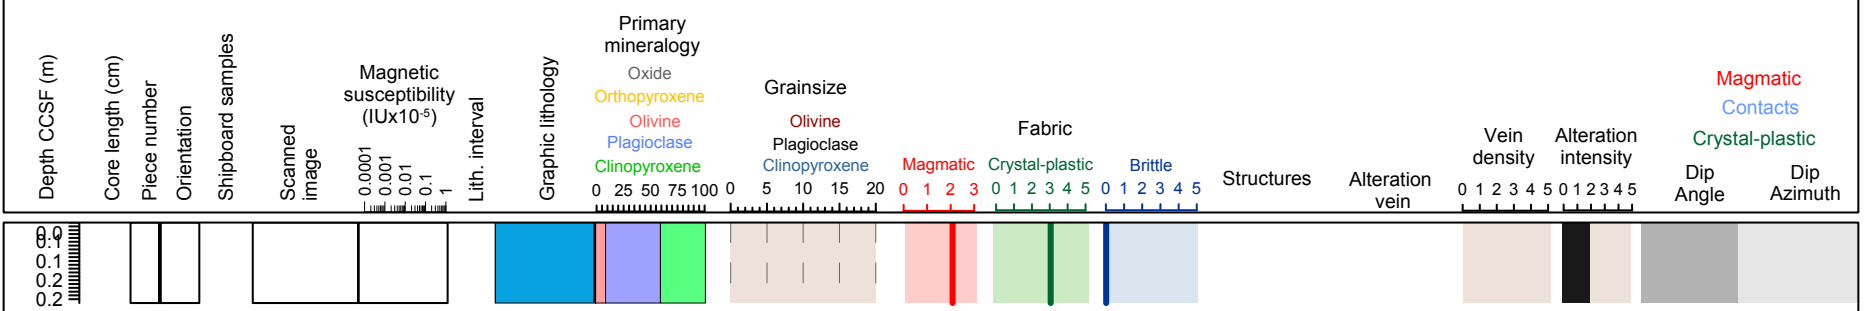 Depth CCSF (m)
Core length (cm)
Piece number
Orientation
Shipboard samples
Scanned
image
Magnetic
susceptibility
(IUx10-5)
0.0001
0.001
0.01
0.1
1
Lith. interval
Graphic lithology
Primary
mineralogy
Oxide
Orthopyroxene
Olivine
Plagioclase
Clinopyroxene
0 25 50 75 100
Grainsize
Olivine
Plagioclase
Clinopyroxene
0 5 10 15 20
Fabric
Magmatic
0 1 2 3
Crystal-plastic
0 1 2 3 4 5
Brittle
0 1 2 3 4 5
Structures
Alteration
vein
Vein
density
0 1 2 3 4 5
Alteration
intensity
0 1 2 3 4 5
Magmatic
Contacts
Crystal-plastic
Dip
Angle
Dip
Azimuth
0.0
0.1
0.1
0.2
0.2